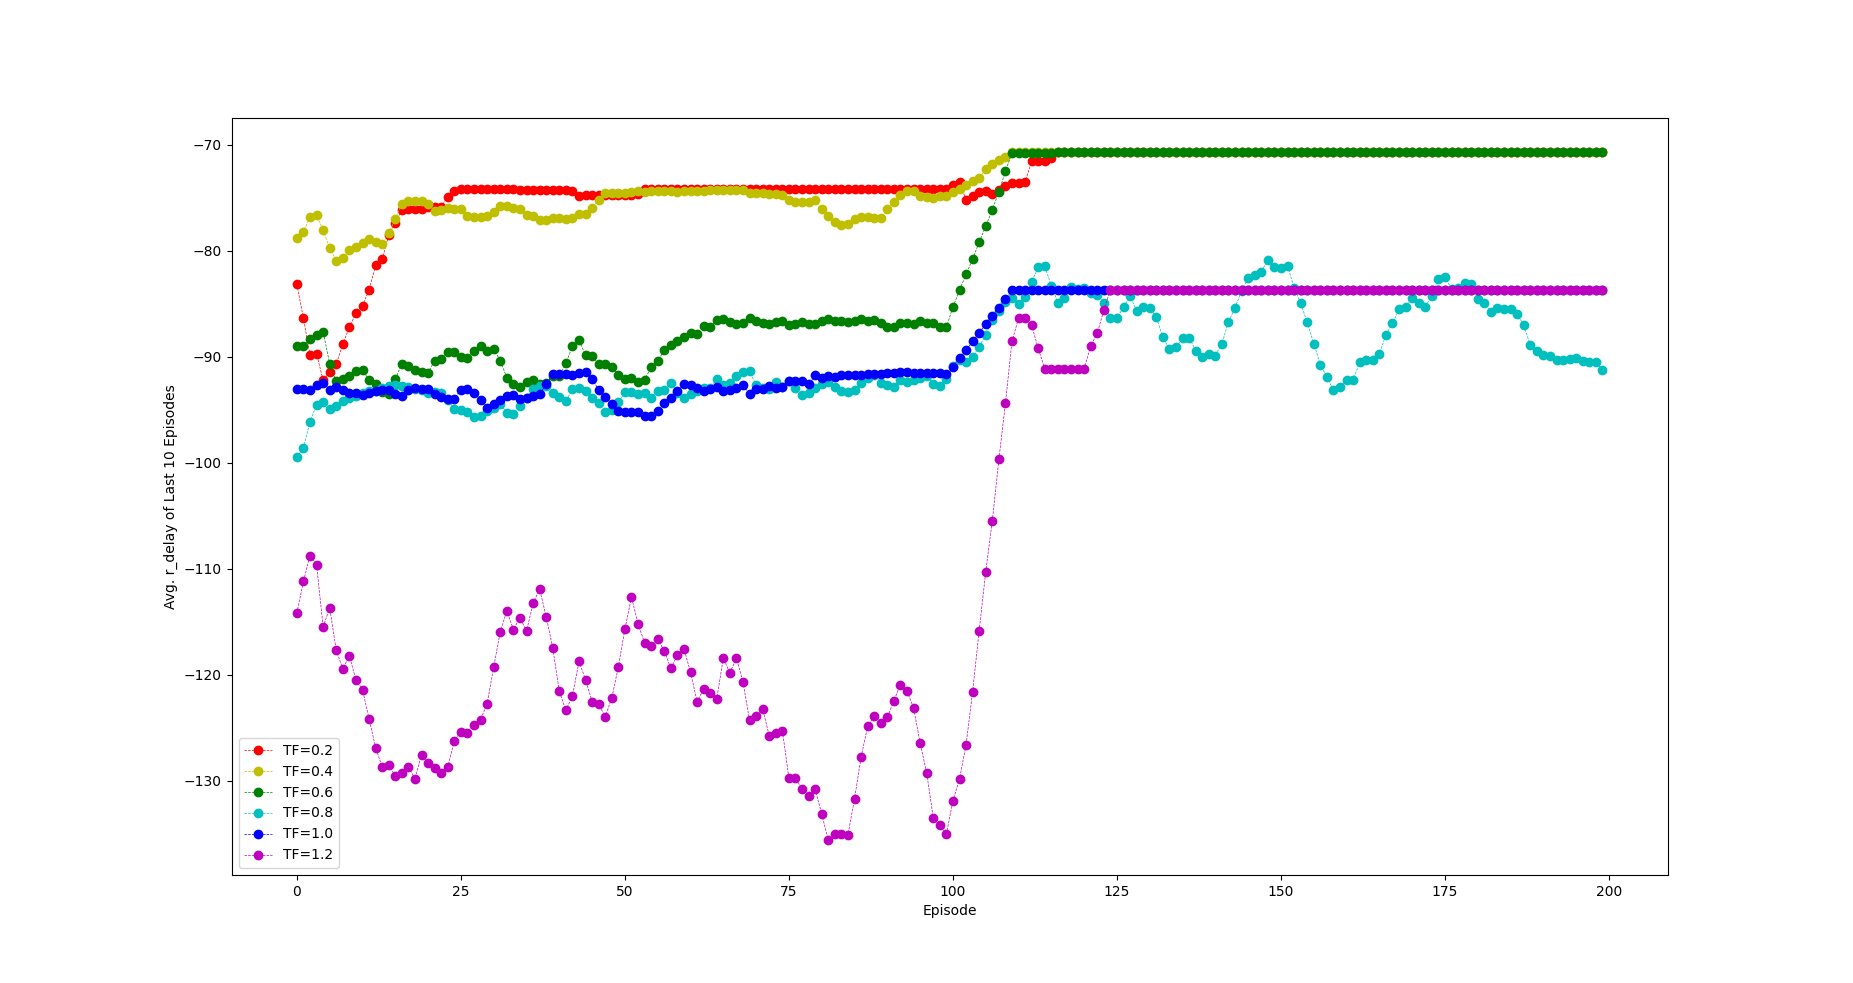 −70
−80
−90
−100
−110
−120
−130
Avg. r_delay of Last 10 Episodes
TF=0.2
TF=0.4
TF=0.6
TF=0.8
TF=1.0
TF=1.2
0 25 50 75 100 125 150 175 200
Episode